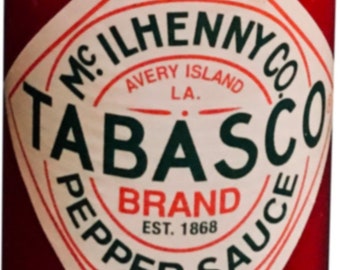 McILHENNY CO.
AVERY ISLAND
LA.
TABASCO
BRAND
EST. 1868
PEPPER SAUCE